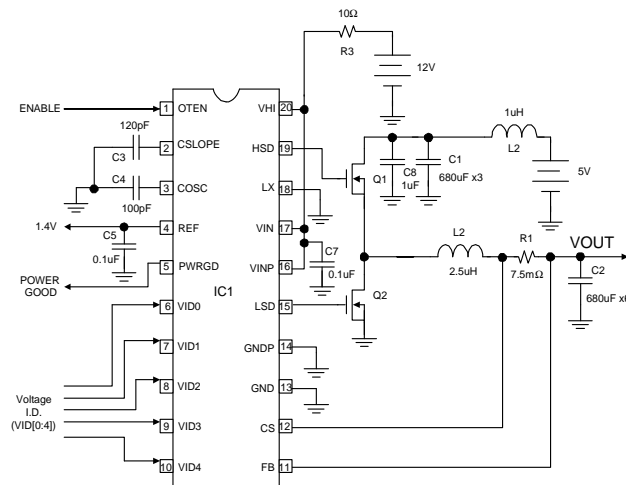 10Ω
R3
12V
ENABLE
1 OTEN
VHI 20
120pF
C3
2 CSLOPE
HSD 19
1uH
L2
5V
Q1
C8
1uF
C1
680uF x3
C4
100pF
3 COSC
LX 18
1.4V
C5
0.1uF
4 REF
VIN 17
POWER
GOOD
5 PWRGD
VINP 16
C7
0.1uF
IC1
L2
2.5uH
R1
7.5mΩ
VOUT
C2
680uF x6
6 VID0
LSD 15
Q2
7 VID1
GNDP 14
Voltage
I.D.
(VID[0:4])
8 VID2
GND 13
9 VID3
CS 12
10 VID4
FB 11